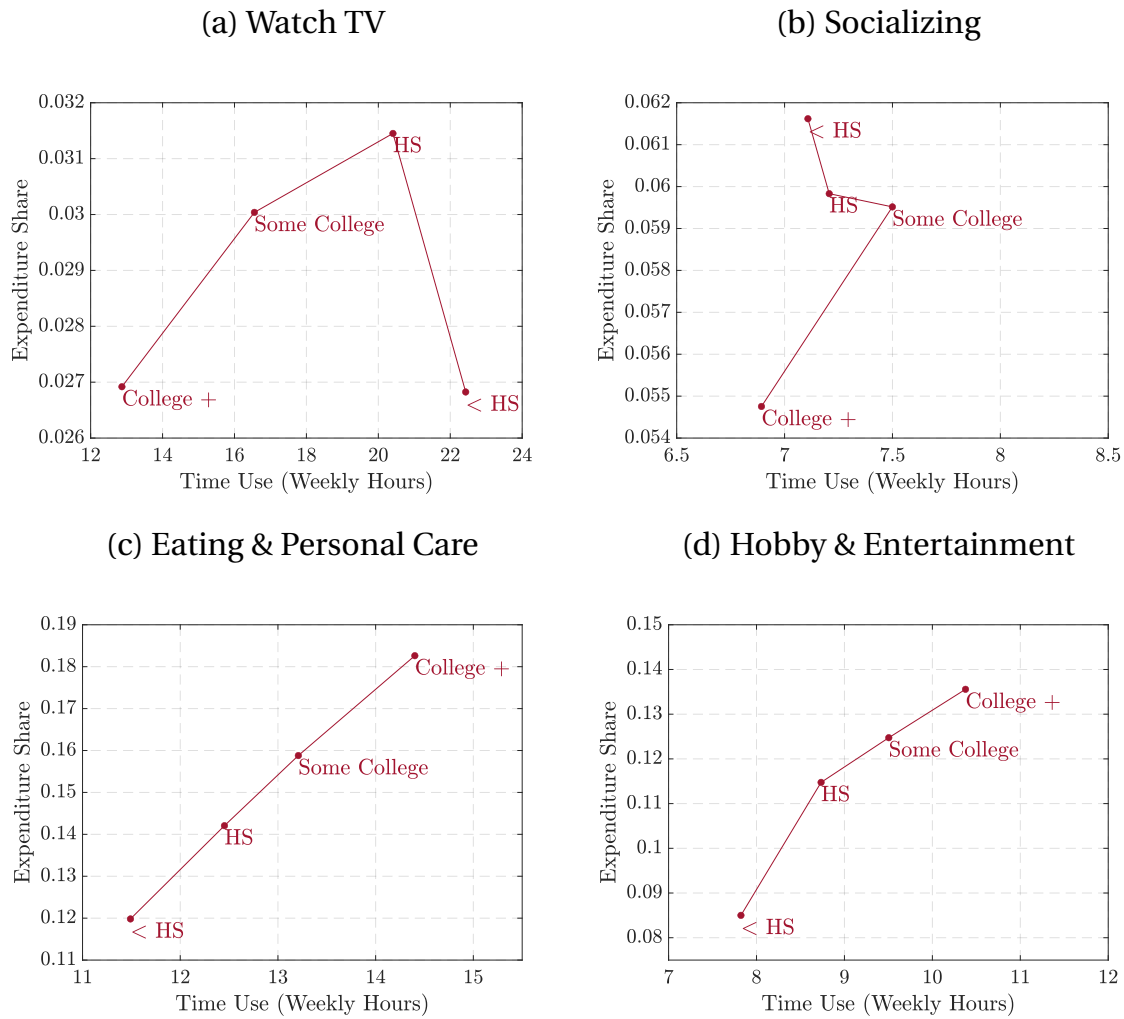 (a) Watch TV
0.032
0.031
0.03
0.029
0.028
0.027
0.026
Expenditure Share
HS
Some College
College +
< HS
12 14 16 18 20 22 24
Time Use (Weekly Hours)
(b) Socializing
0.062
0.061
0.06
0.059
0.058
0.057
0.056
0.055
0.054
Expenditure Share
< HS
HS
Some College
College +
6.5 7 7.5 8 8.5
Time Use (Weekly Hours)
(c) Eating & Personal Care
0.19
0.18
0.17
0.16
0.15
0.14
0.13
0.12
0.11
Expenditure Share
College +
Some College
HS
< HS
11 12 13 14 15
Time Use (Weekly Hours)
(d) Hobby & Entertainment
0.15
0.14
0.13
0.12
0.11
0.1
0.09
0.08
Expenditure Share
College +
Some College
HS
< HS
7 8 9 10 11 12
Time Use (Weekly Hours)